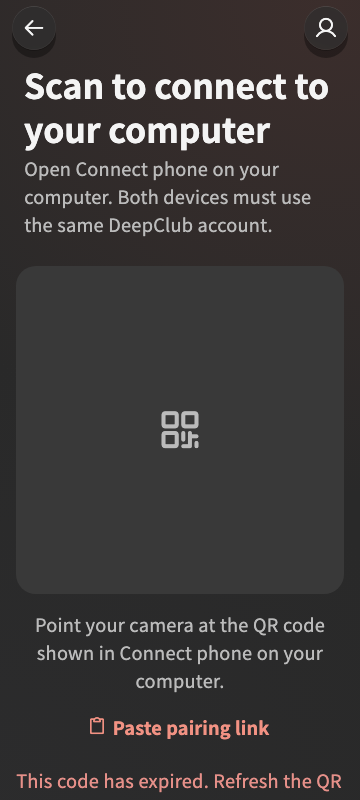 Scan to connect to
your computer
Open Connect phone on your
computer. Both devices must use
the same DeepClub account.
Point your camera at the QR code
shown in Connect phone on your
computer.
Paste pairing link
This code has expired. Refresh the QR